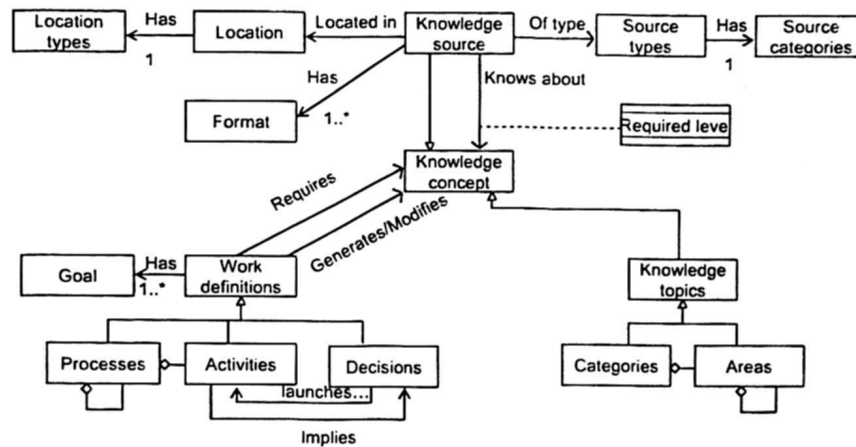 Location
types
Has
1
Location
Located in
Knowledge
source
Of type
Source
types
Has
1
Source
categories
Has
1..*
Format
Knows about
Required leve
Knowledge
concept
Requires
Generates/Modifies
Goal
Has
1..*
Work
definitions
Knowledge
topics
Processes
Activities
Decisions
Categories
Areas
launches...
Implies